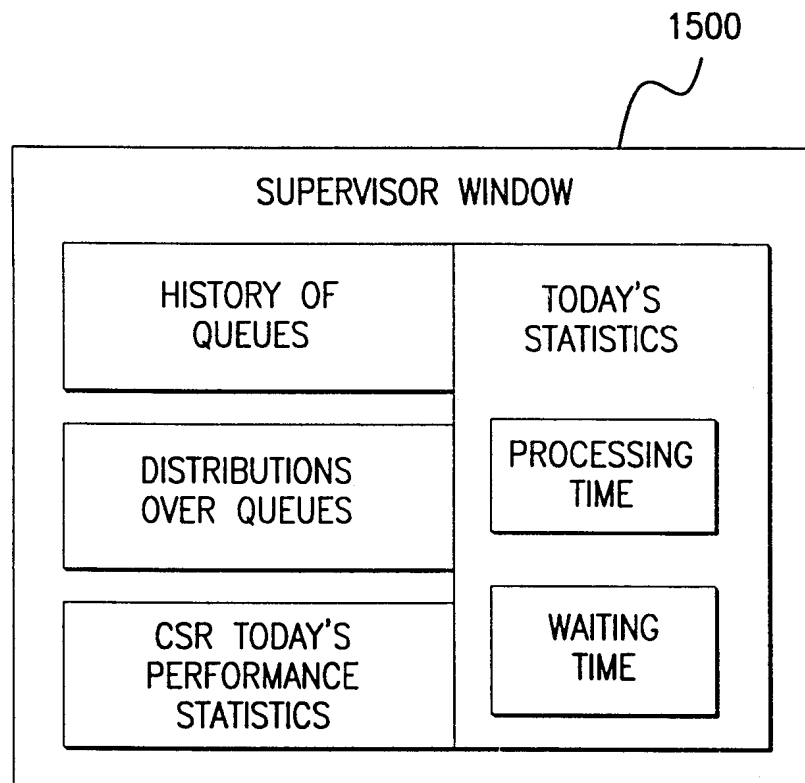 1500
SUPERVISOR WINDOW
HISTORY OF
QUEUES
DISTRIBUTIONS
OVER QUEUES
CSR TODAY'S
PERFORMANCE
STATISTICS
TODAY'S
STATISTICS
PROCESSING
TIME
WAITING
TIME